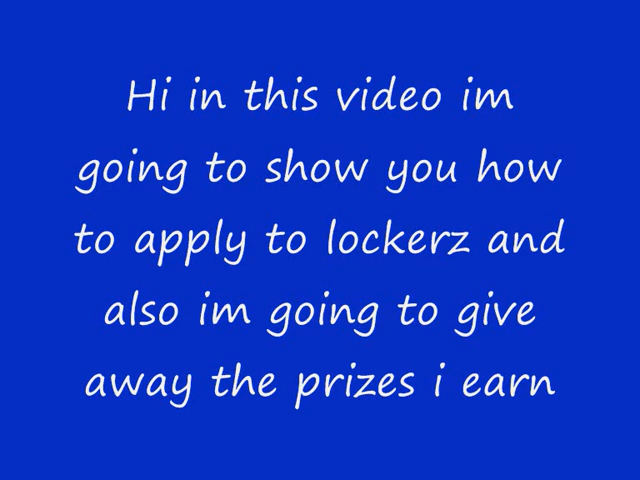 Hi in this video im
going to show you how
to apply to lockerz and
also im going to give
away the prizes i earn